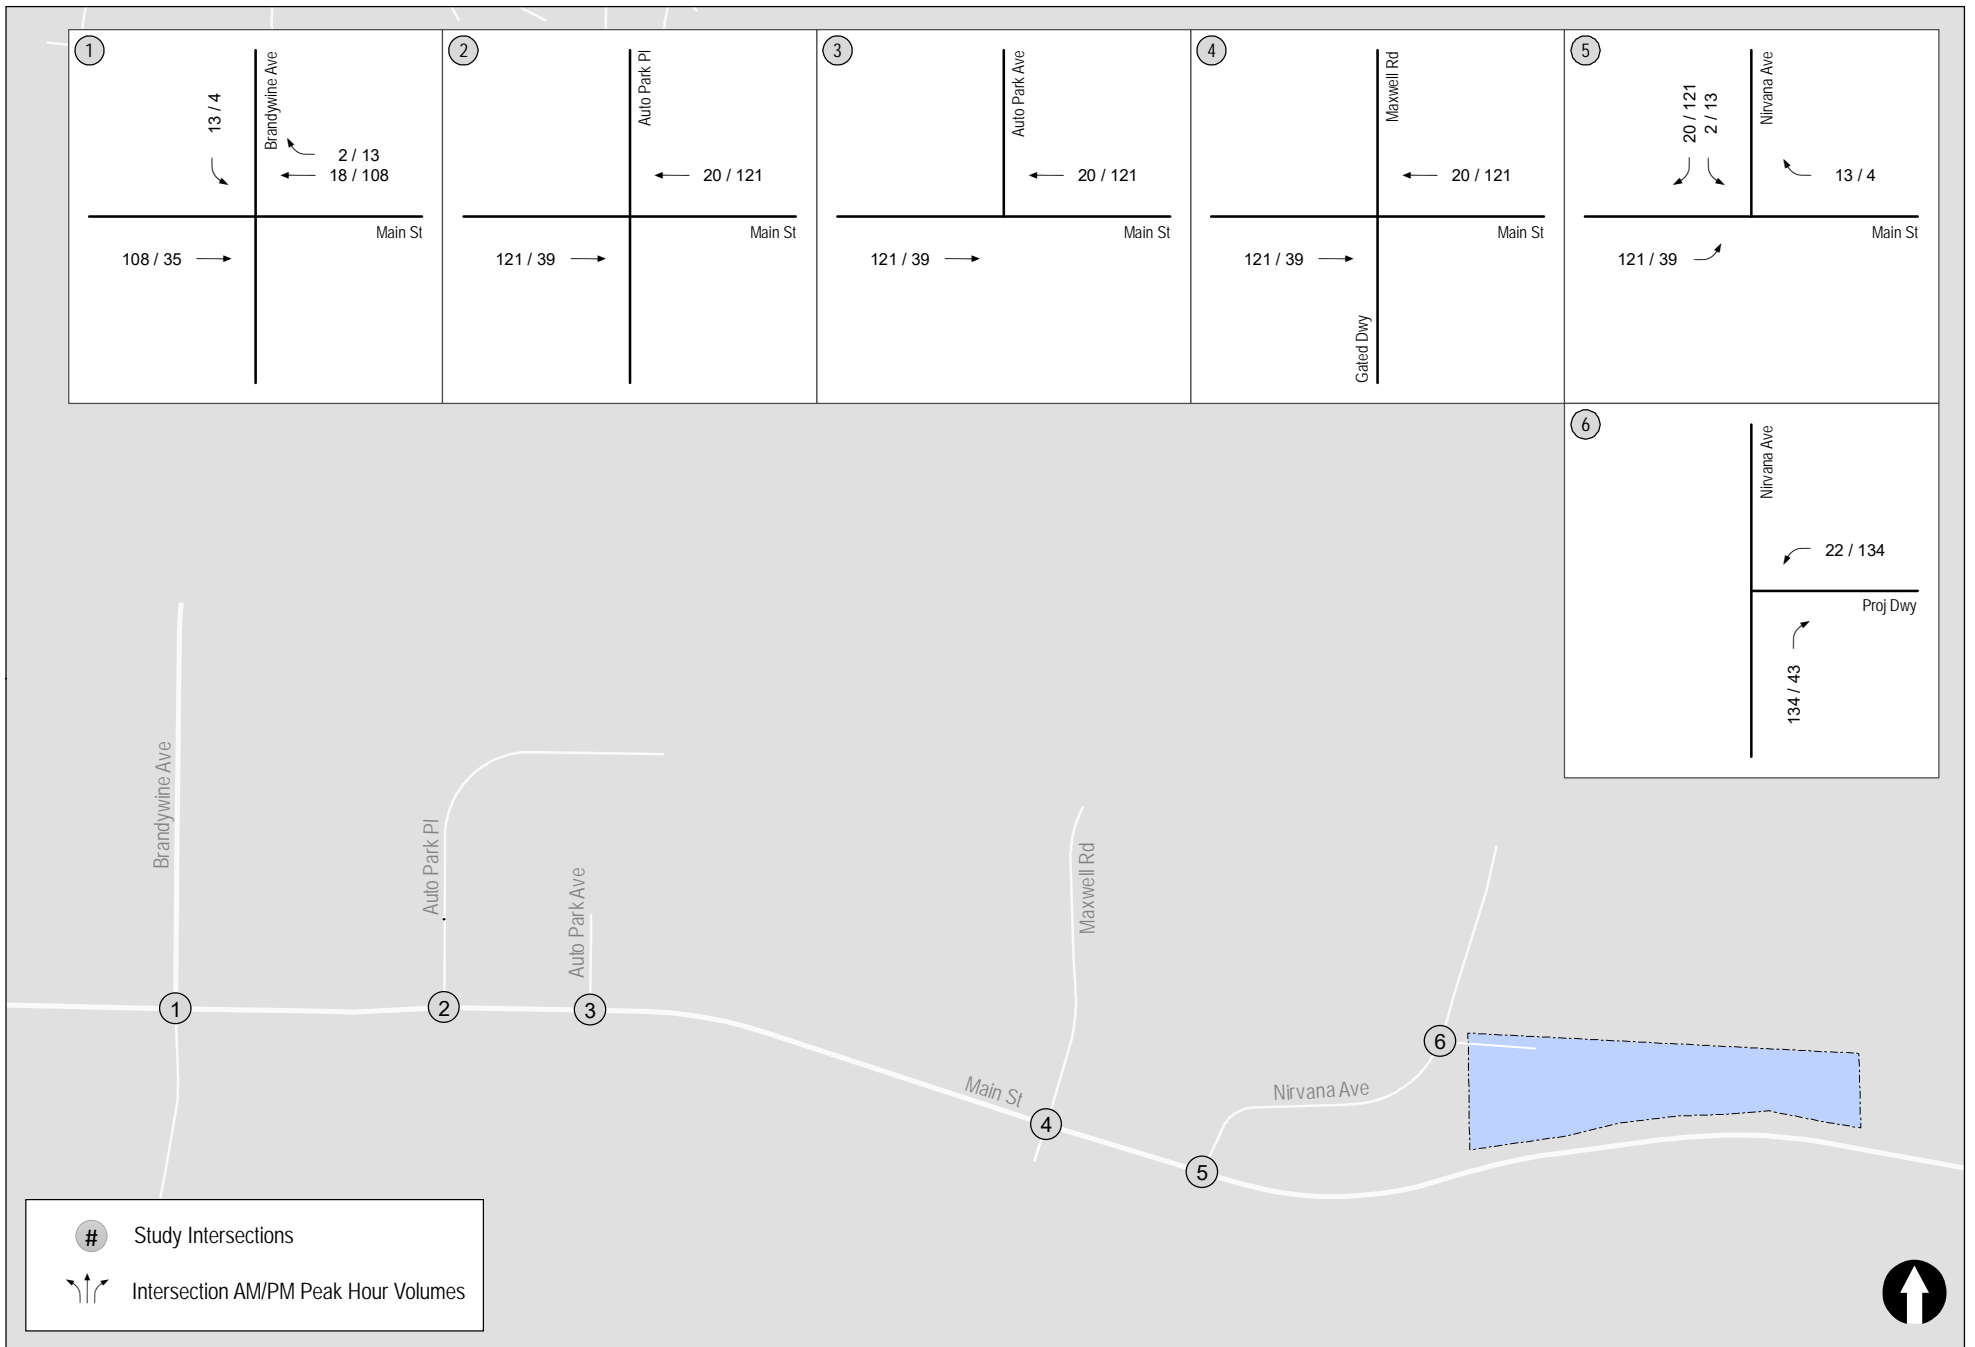 1
Brandywine Ave
13 / 4
2 / 13
18 / 108
Main St
108 / 35
2
Auto Park Pl
20 / 121
Main St
121 / 39
3
Auto Park Ave
20 / 121
Main St
121 / 39
4
Maxwell Rd
20 / 121
Main St
121 / 39
Gated Dwy
5
Nirvana Ave
20 / 121
2 / 13
13 / 4
Main St
121 / 39
6
Nirvana Ave
22 / 134
Proj Dwy
134 / 43
Brandywine Ave
Auto Park Pl
Auto Park Ave
Maxwell Rd
Main St
Nirvana Ave
1
2
3
4
5
6
# Study Intersections
Intersection AM/PM Peak Hour Volumes